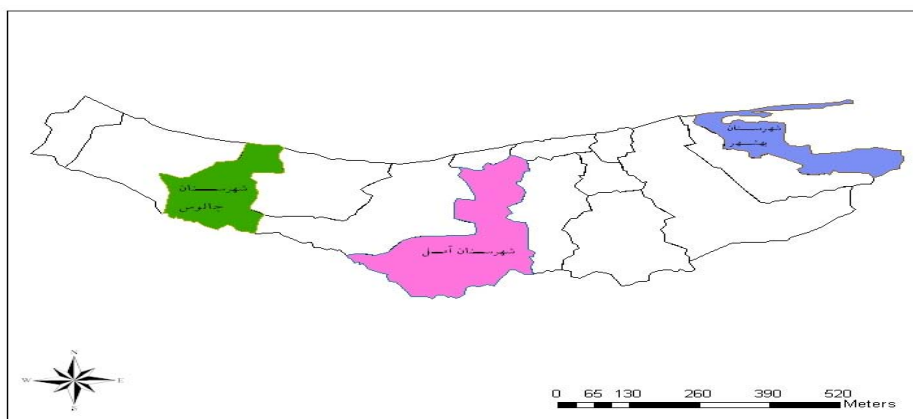 شهرستان
بهشهر
شهرستان
چالوس
شهرستان آمل
N
W E
S
0 65 130 260 390 520
Meters